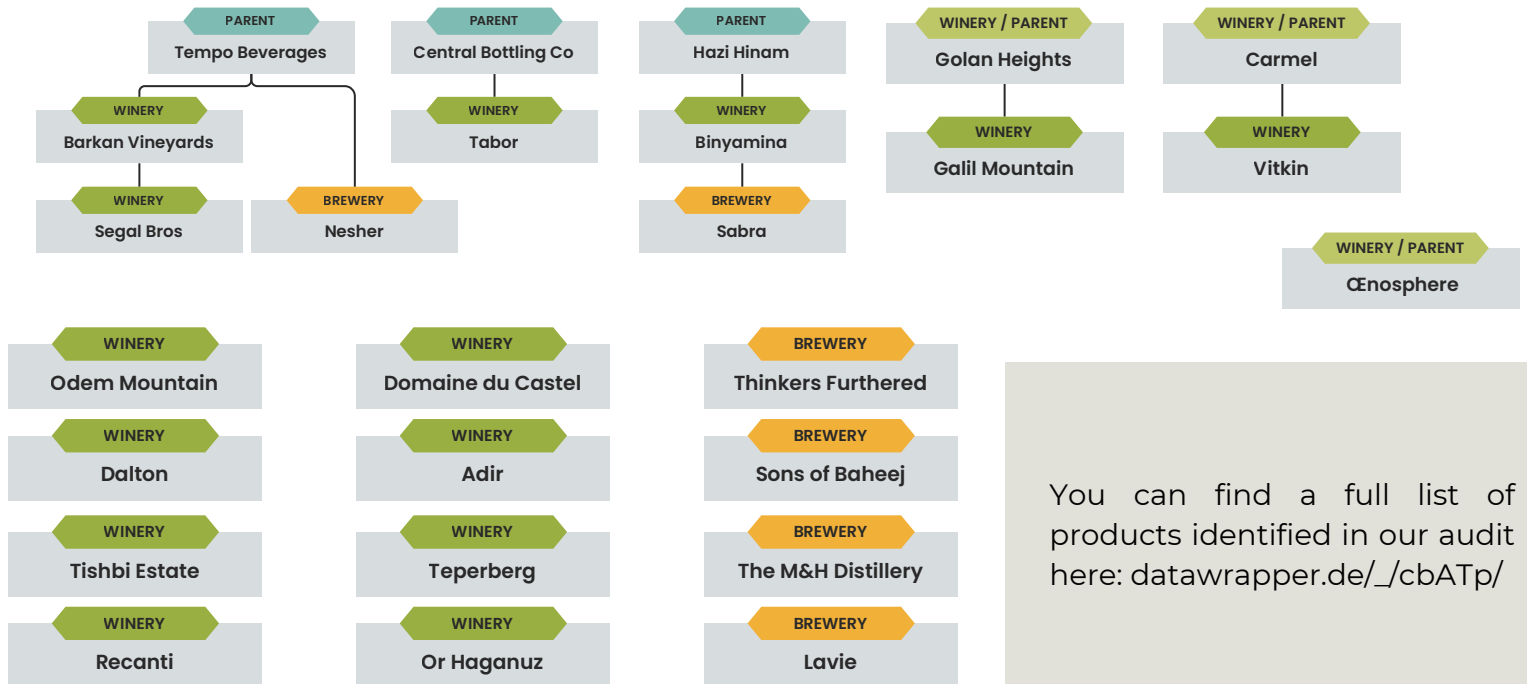 PARENT
Tempo Beverages
WINERY
Barkan Vineyards
WINERY
Segal Bros
BREWERY
Nesher
PARENT
Central Bottling Co
WINERY
Tabor
PARENT
Hazi Hinam
WINERY
Binyamina
BREWERY
Sabra
WINERY / PARENT
Golan Heights
WINERY
Galil Mountain
WINERY / PARENT
Carmel
WINERY
Vitkin
WINERY / PARENT
Œnosphere
WINERY
Odem Mountain
WINERY
Dalton
WINERY
Tishbi Estate
WINERY
Recanti
WINERY
Domaine du Castel
WINERY
Adir
WINERY
Teperberg
WINERY
Or Haganuz
BREWERY
Thinkers Furthered
BREWERY
Sons of Baheej
BREWERY
The M&H Distillery
BREWERY
Lavie
You can find a full list of
products identified in our audit
here: datawrapper.de/_/cbATp/